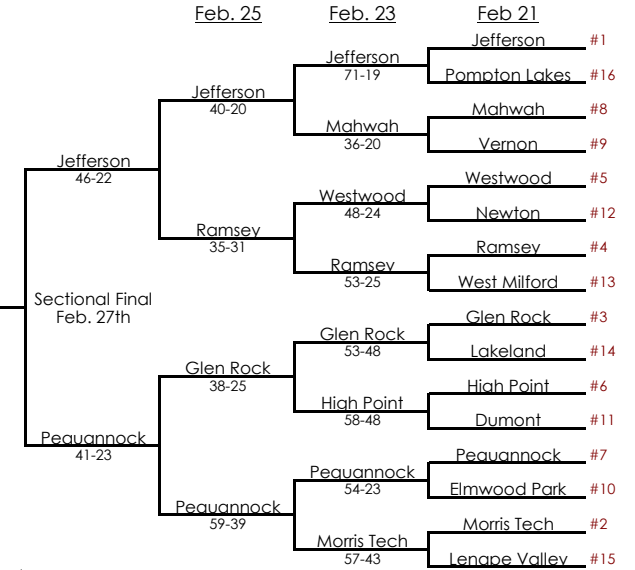 Feb. 25 Feb. 23 Feb 21
Jefferson #1
Jefferson
71-19
Pompton Lakes #16
Jefferson
40-20
Mahwah #8
Mahwah
36-20
Vernon #9
Jefferson
46-22
Westwood #5
Westwood
48-24
Newton #12
Ramsey
35-31
Ramsey #4
Ramsey
53-25
West Milford #13
Sectional Final
Feb. 27th
Glen Rock #3
Glen Rock
53-48
Lakeland #14
Glen Rock
38-25
High Point #6
High Point
58-48
Dumont #11
Pequannock
41-23
Pequannock #7
Pequannock
54-23
Elmwood Park #10
Pequannock
59-39
Morris Tech #2
Morris Tech
57-43
Lenape Valley #15